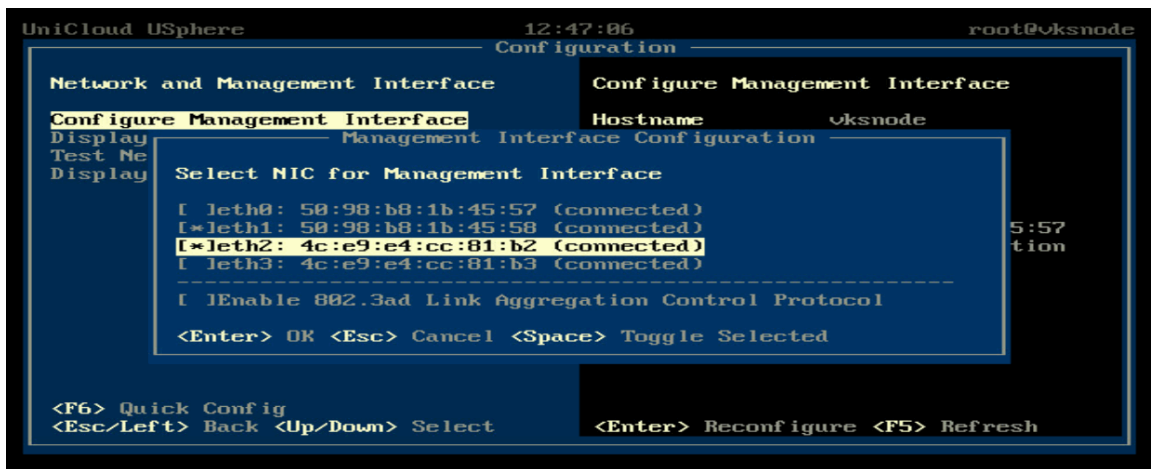 UniCloud USphere 12:47:06 root@vksnode
Configuration
Network and Management Interface Configure Management Interface
Configure Management Interface Hostname vksnode
Display Management Interface Configuration
Test Ne
Display Select NIC for Management Interface
[ ]eth0: 50:98:b8:1b:45:57 (connected)
[*]eth1: 50:98:b8:1b:45:58 (connected) 5:57
[*]eth2: 4c:e9:e4:cc:81:b2 (connected) tion
[ ]eth3: 4c:e9:e4:cc:81:b3 (connected)
[ ]Enable 802.3ad Link Aggregation Control Protocol
<Enter> OK <Esc> Cancel <Space> Toggle Selected
<F6> Quick Config
<Esc/Left> Back <Up/Down> Select <Enter> Reconfigure <F5> Refresh